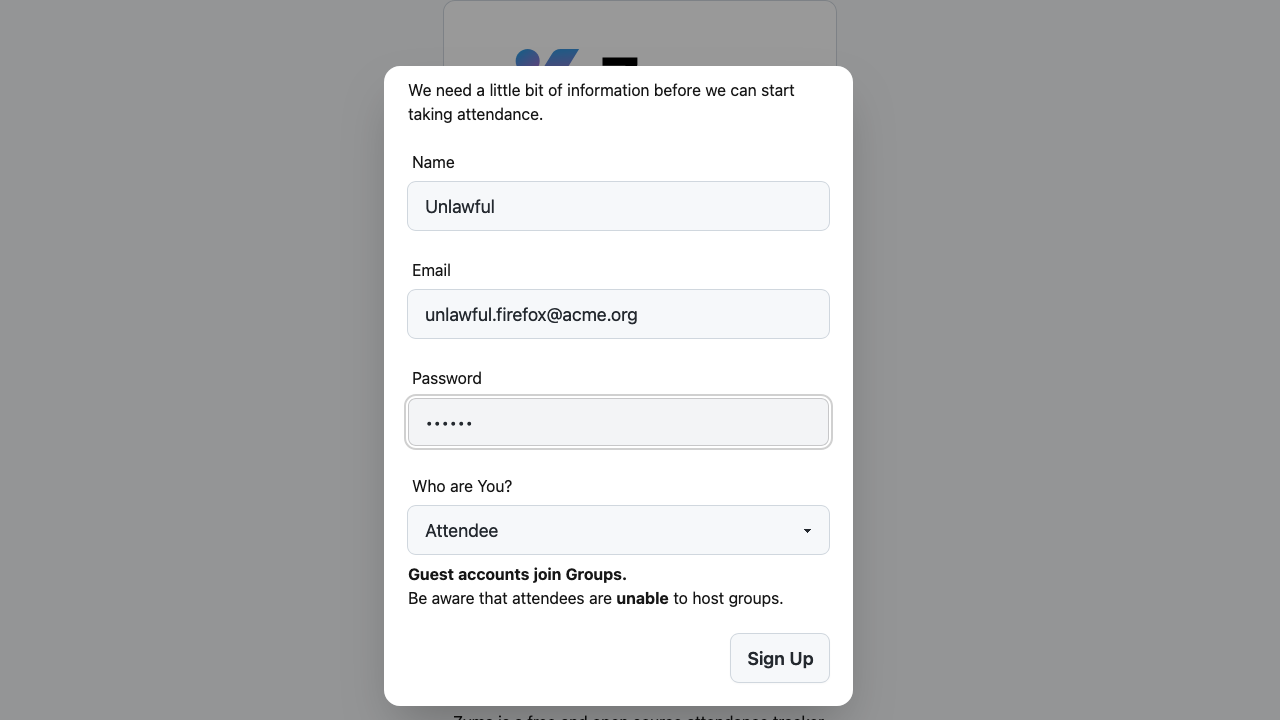 We need a little bit of information before we can start
taking attendance.
Name
Unlawful
Email
unlawful.firefox@acme.org
Password
••••••
Who are You?
Attendee
Guest accounts join Groups.
Be aware that attendees are unable to host groups.
Sign Up